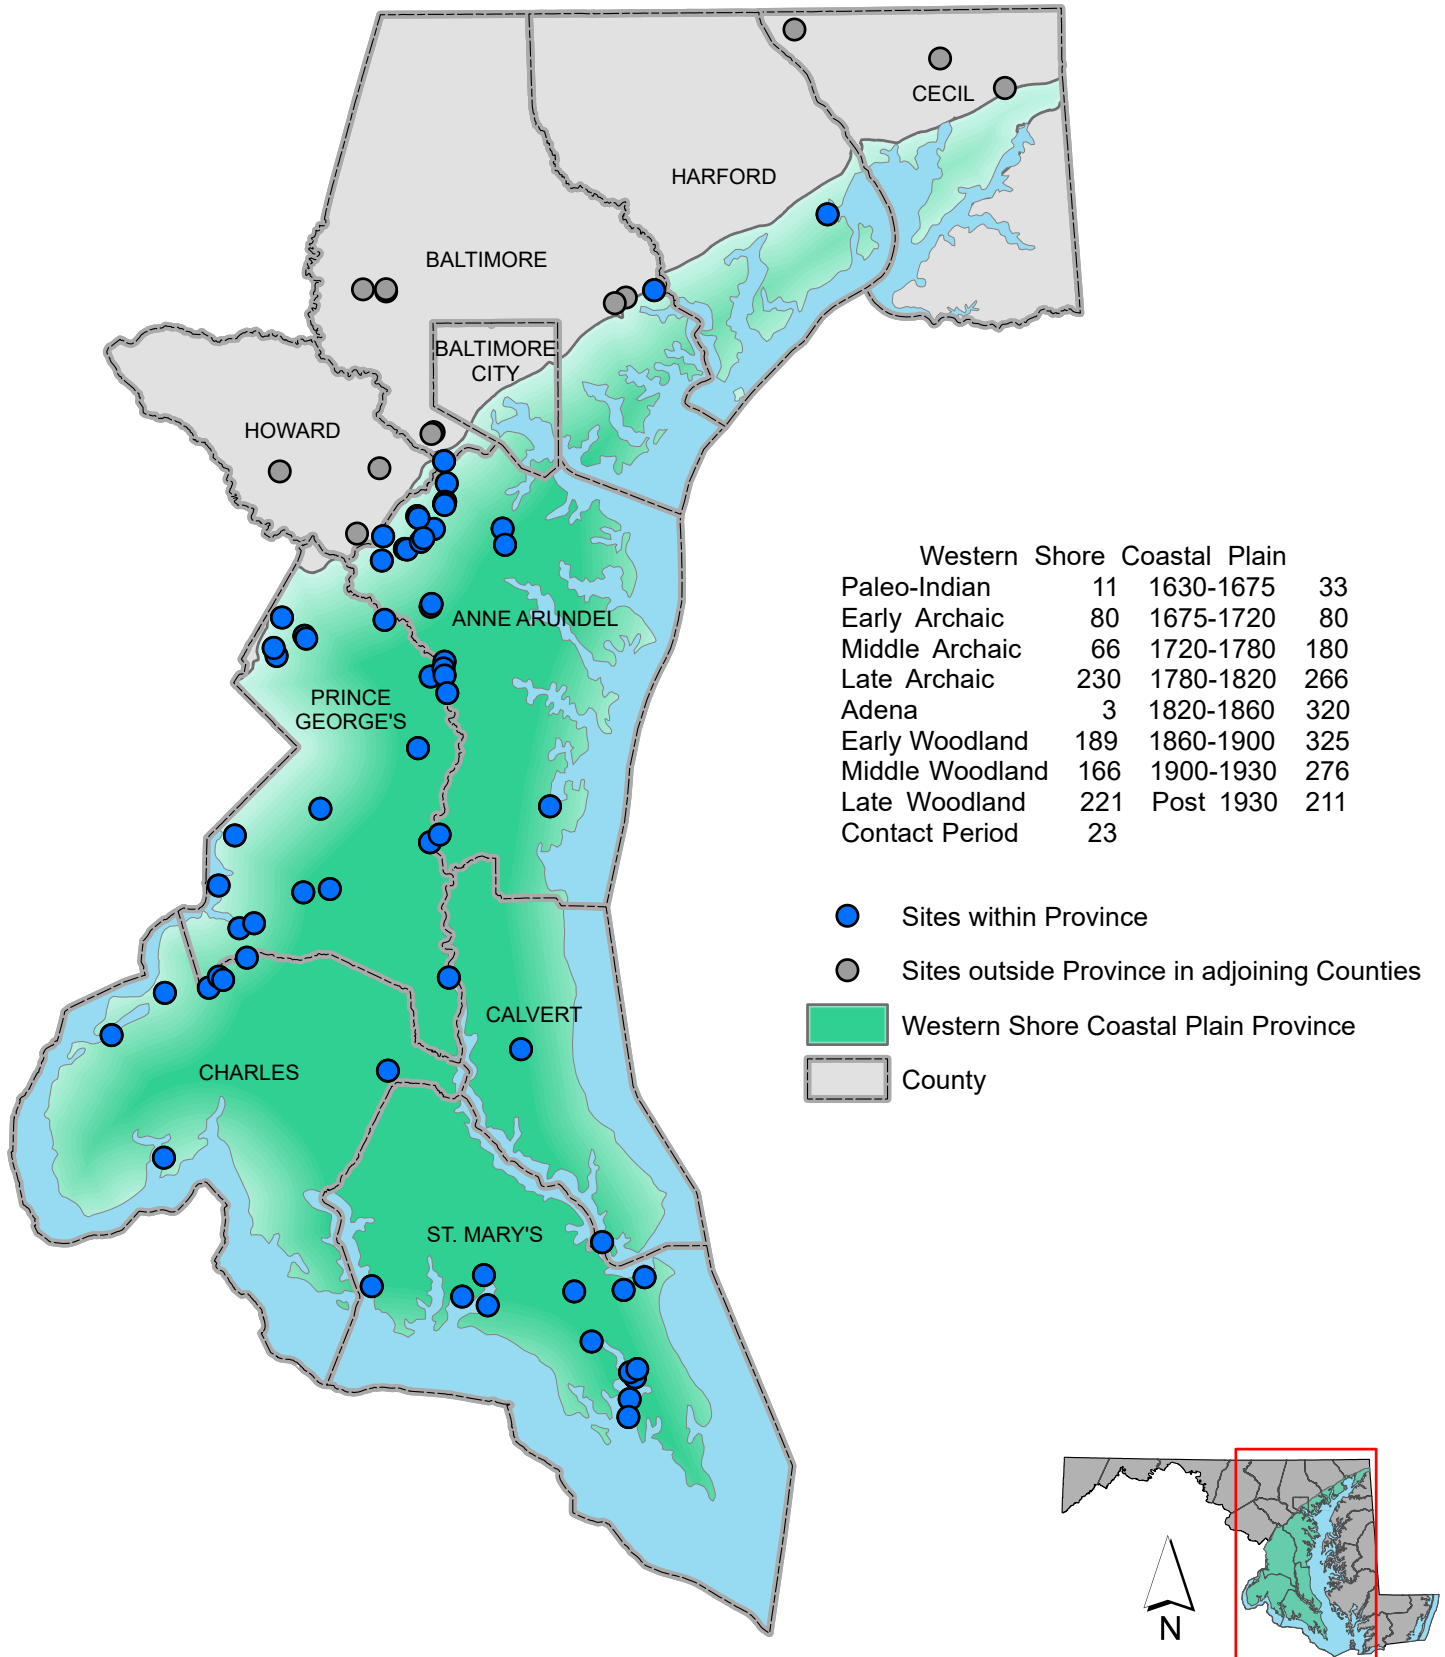 CECIL
HARFORD
BALTIMORE
BALTIMORE
CITY
HOWARD
ANNE ARUNDEL
PRINCE
GEORGE'S
CALVERT
CHARLES
ST. MARY'S
Western Shore Coastal Plain
Paleo-Indian 11 1630-1675 33
Early Archaic 80 1675-1720 80
Middle Archaic 66 1720-1780 180
Late Archaic 230 1780-1820 266
Adena 3 1820-1860 320
Early Woodland 189 1860-1900 325
Middle Woodland 166 1900-1930 276
Late Woodland 221 Post 1930 211
Contact Period 23
Sites within Province
Sites outside Province in adjoining Counties
Western Shore Coastal Plain Province
County
N